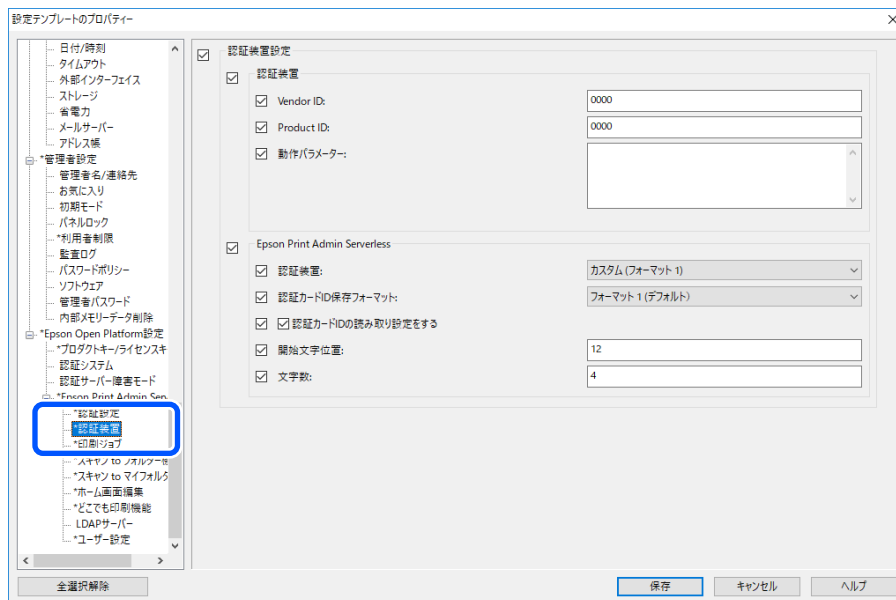 設定テンプレートのプロパティー
日付/時刻
タイムアウト
外部インターフェイス
ストレージ
省電力
メールサーバー
アドレス帳
*管理者設定
管理者名/連絡先
お気に入り
初期モード
パネルロック
*利用者制限
監査ログ
パスワードポリシー
ソフトウェア
管理者パスワード
内部メモリーデータ削除
*Epson Open Platform設定
*プロダクトキー/ライセンスキ
認証システム
認証サーバー障害モード
*Epson Print Admin Ser
*認証設定
*認証装置
*印刷ジョブ
*スキャン to フォルダー機
*スキャン to マイフォルダ
*ホーム画面編集
*どこでも印刷機能
LDAPサーバー
*ユーザー設定
認証装置設定
認証装置
Vendor ID: 0000
Product ID: 0000
動作パラメーター:
Epson Print Admin Serverless
認証装置: カスタム (フォーマット 1)
認証カードID保存フォーマット: フォーマット 1 (デフォルト)
認証カードIDの読み取り設定をする
開始文字位置: 12
文字数: 4
全選択解除 保存 キャンセル ヘルプ